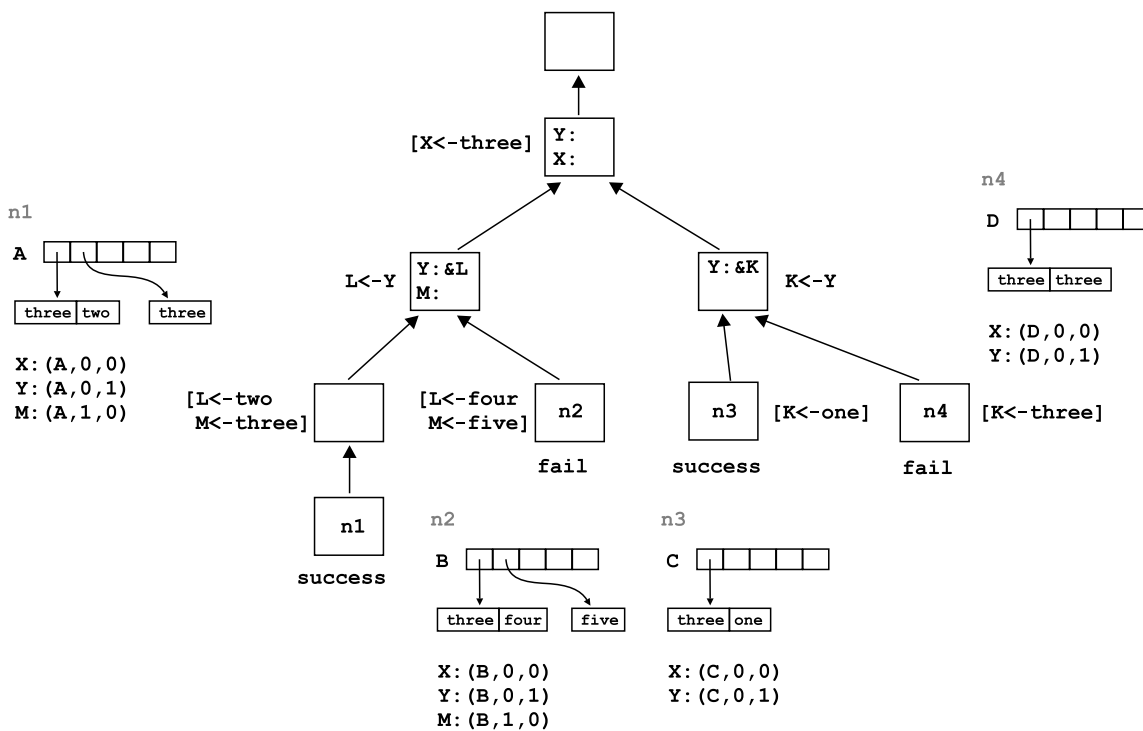 [X<-three]
Y:
X:
n1
A
three two
three
X:(A,0,0)
Y:(A,0,1)
M:(A,1,0)
L<-Y
Y:&L
M:
Y:&K
K<-Y
n4
D
three three
X:(D,0,0)
Y:(D,0,1)
[L<-two
M<-three]
[L<-four
M<-five]
n2
fail
n3
[K<-one]
success
n4
[K<-three]
fail
n1
success
n2
B
three four
five
X:(B,0,0)
Y:(B,0,1)
M:(B,1,0)
n3
C
three one
X:(C,0,0)
Y:(C,0,1)